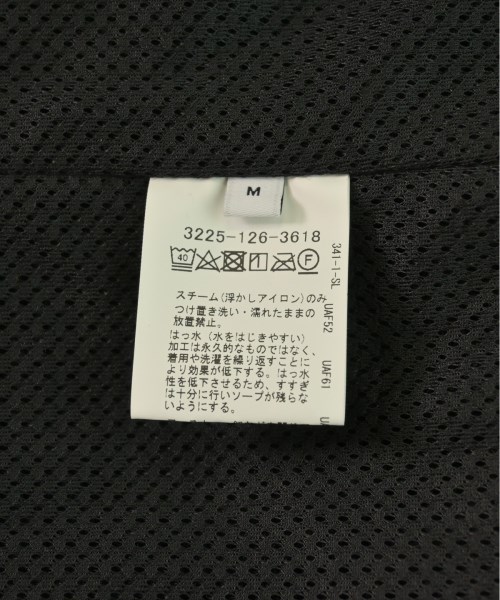 M
3225-126-3618
40
F
スチーム(浮かしアイロン)のみ
つけ置き洗い・濡れたままの
放置禁止。
はっ水(水をはじきやすい)
加工は永久的なものではなく、
着用や洗濯を繰り返すことに
より効果が低下する。はっ水
性を低下させるため、すすぎ
は十分に行いソープが残らな
いようにする。
341-1-SL
UAF52
UAF61